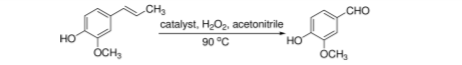 CH₃
catalyst, H₂O₂, acetonitrile
90 °C
HO
OCH₃
CHO
HO
OCH₃